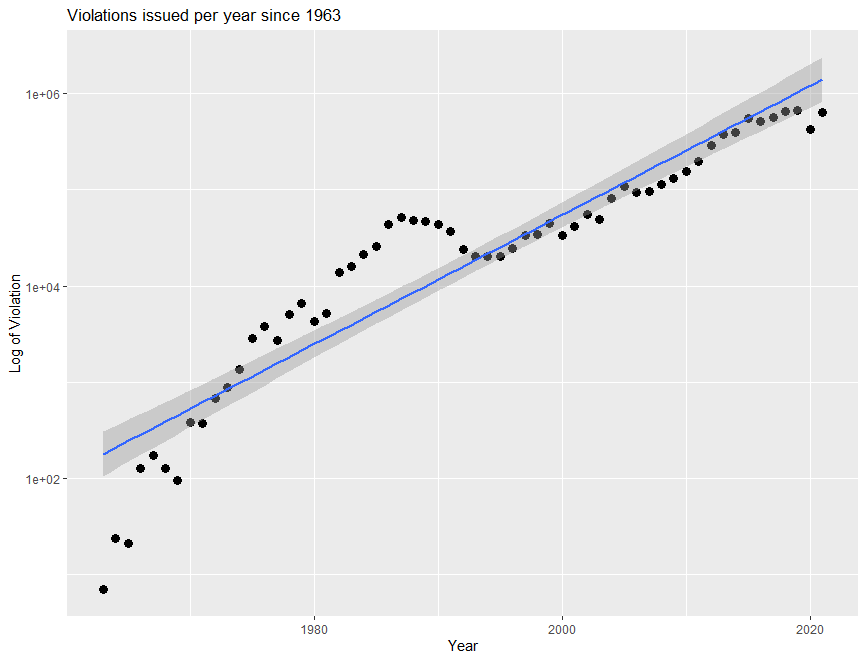 Violations issued per year since 1963
Log of Violation
1e+06
1e+04
1e+02
1980
2000
2020
Year